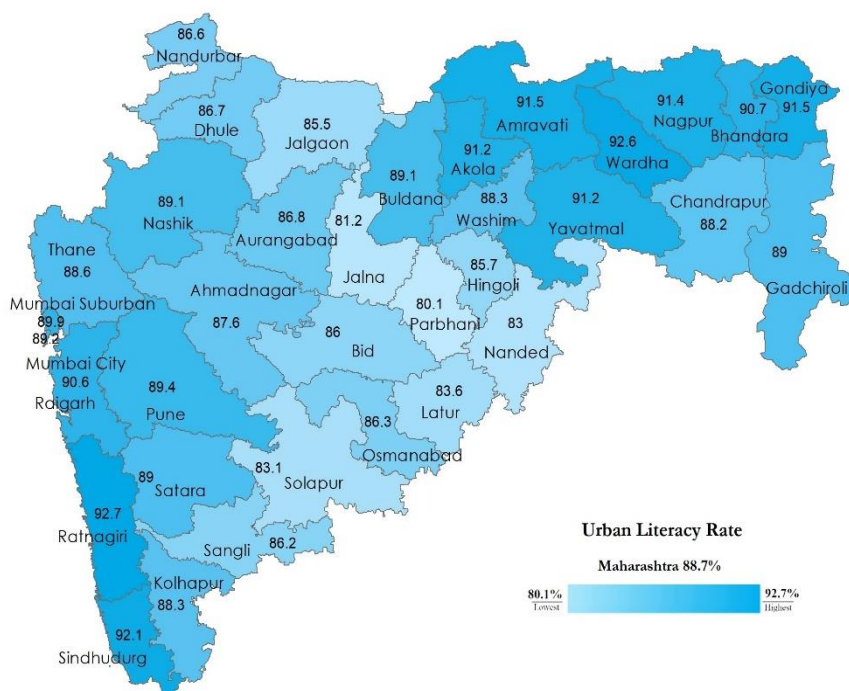 86.6
Nandurbar
86.7
Dhule
85.5
Jalgaon
89.1
Nashik
86.8
Aurangabad
81.2
Jalna
89.1
Buldana
91.2
Akola
91.5
Amravati
88.3
Washim
92.6
Wardha
91.4
Nagpur
90.7
Bhandara
Gondiya
91.5
91.2
Yavatmal
Chandrapur
88.2
89
Gadchiroli
85.7
Hingoli
80.1
Parbhani
83
Nanded
Thane
88.6
Mumbai Suburban
89.9
89.2
Mumbai City
90.6
Raigarh
Ahmadnagar
87.6
86
Bid
89.4
Pune
83.6
Latur
86.3
Osmanabad
83.1
Solapur
89
Satara
92.7
Ratnagiri
Sangli
86.2
Kolhapur
88.3
92.1
Sindhudurg
Urban Literacy Rate
Maharashtra 88.7%
80.1%
Lowest
92.7%
Highest